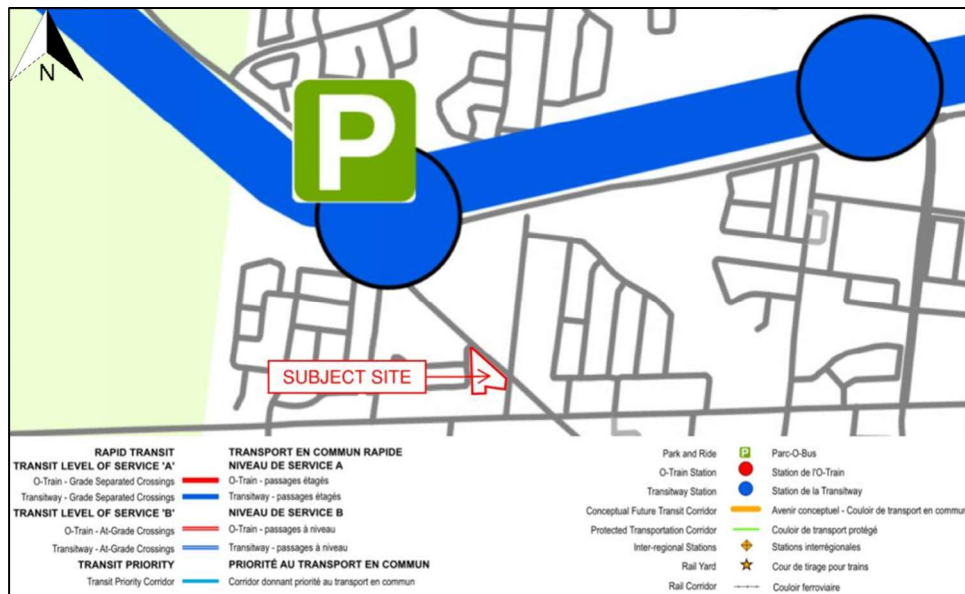 N
P
SUBJECT SITE
RAPID TRANSIT TRANSPORT EN COMMUN RAPIDE
TRANSIT LEVEL OF SERVICE 'A' NIVEAU DE SERVICE A
O-Train - Grade Separated Crossings O-Train - passages étagés
Transitway - Grade Separated Crossings Transitway - passages étagés
TRANSIT LEVEL OF SERVICE 'B' NIVEAU DE SERVICE B
O-Train - At-Grade Crossings O-Train - passages à niveau
Transitway - At-Grade Crossings Transitway - passages à niveau
TRANSIT PRIORITY PRIORITÉ AU TRANSPORT EN COMMUN
Transit Priority Corridor Corridor donnant priorité au transport en commun
Park and Ride P Parc-O-Bus
O-Train Station Station de l'O-Train
Transitway Station Station de la Transitway
Conceptual Future Transit Corridor Avenir conceptuel - Couloir de transport en commun
Protected Transportation Corridor Couloir de transport protégé
Inter-regional Stations Stations interrégionales
Rail Yard Cour de tirage pour trains
Rail Corridor Couloir ferroviaire